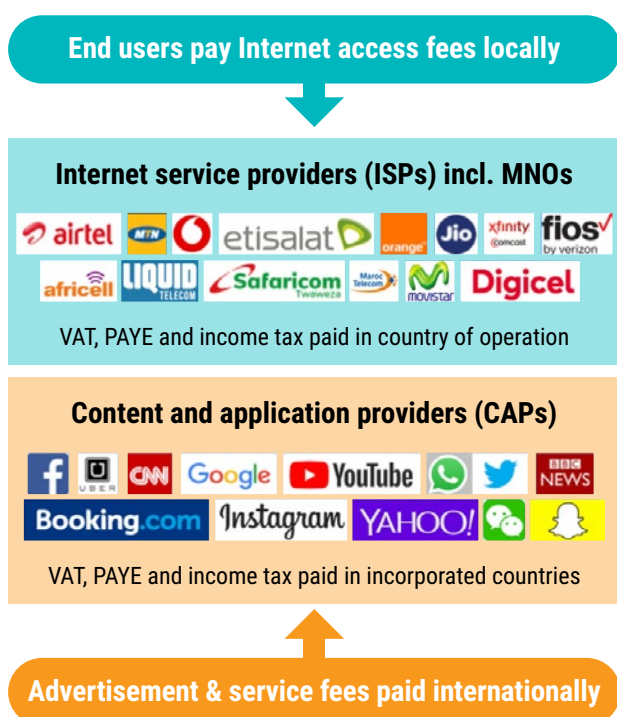 End users pay Internet access fees locally
Internet service providers (ISPs) incl. MNOs
airtel MTN etisalat orange™ Jio xfinity comcast fios✓ by verizon
africell LIQUID TELECOM Safaricom Twaweza Maroc Telecom movistar Digicel
VAT, PAYE and income tax paid in country of operation
Content and application providers (CAPs)
f U UBER CNN Google YouTube BBC NEWS
Booking.com Instagram YAHOO!
VAT, PAYE and income tax paid in incorporated countries
Advertisement & service fees paid internationally